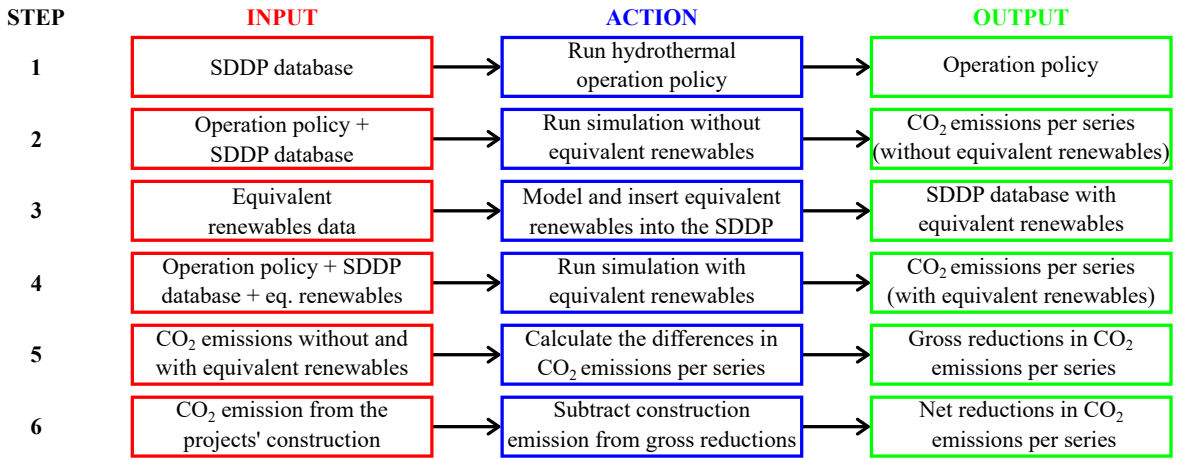 STEP INPUT ACTION OUTPUT
1
SDDP database
Run hydrothermal
operation policy
Operation policy
2
Operation policy +
SDDP database
Run simulation without
equivalent renewables
CO₂ emissions per series
(without equivalent renewables)
3
Equivalent
renewables data
Model and insert equivalent
renewables into the SDDP
SDDP database with
equivalent renewables
4
Operation policy + SDDP
database + eq. renewables
Run simulation with
equivalent renewables
CO₂ emissions per series
(with equivalent renewables)
5
CO₂ emissions without and
with equivalent renewables
Calculate the differences in
CO₂ emissions per series
Gross reductions in CO₂
emissions per series
6
CO₂ emission from the
projects' construction
Subtract construction
emission from gross reductions
Net reductions in CO₂
emissions per series